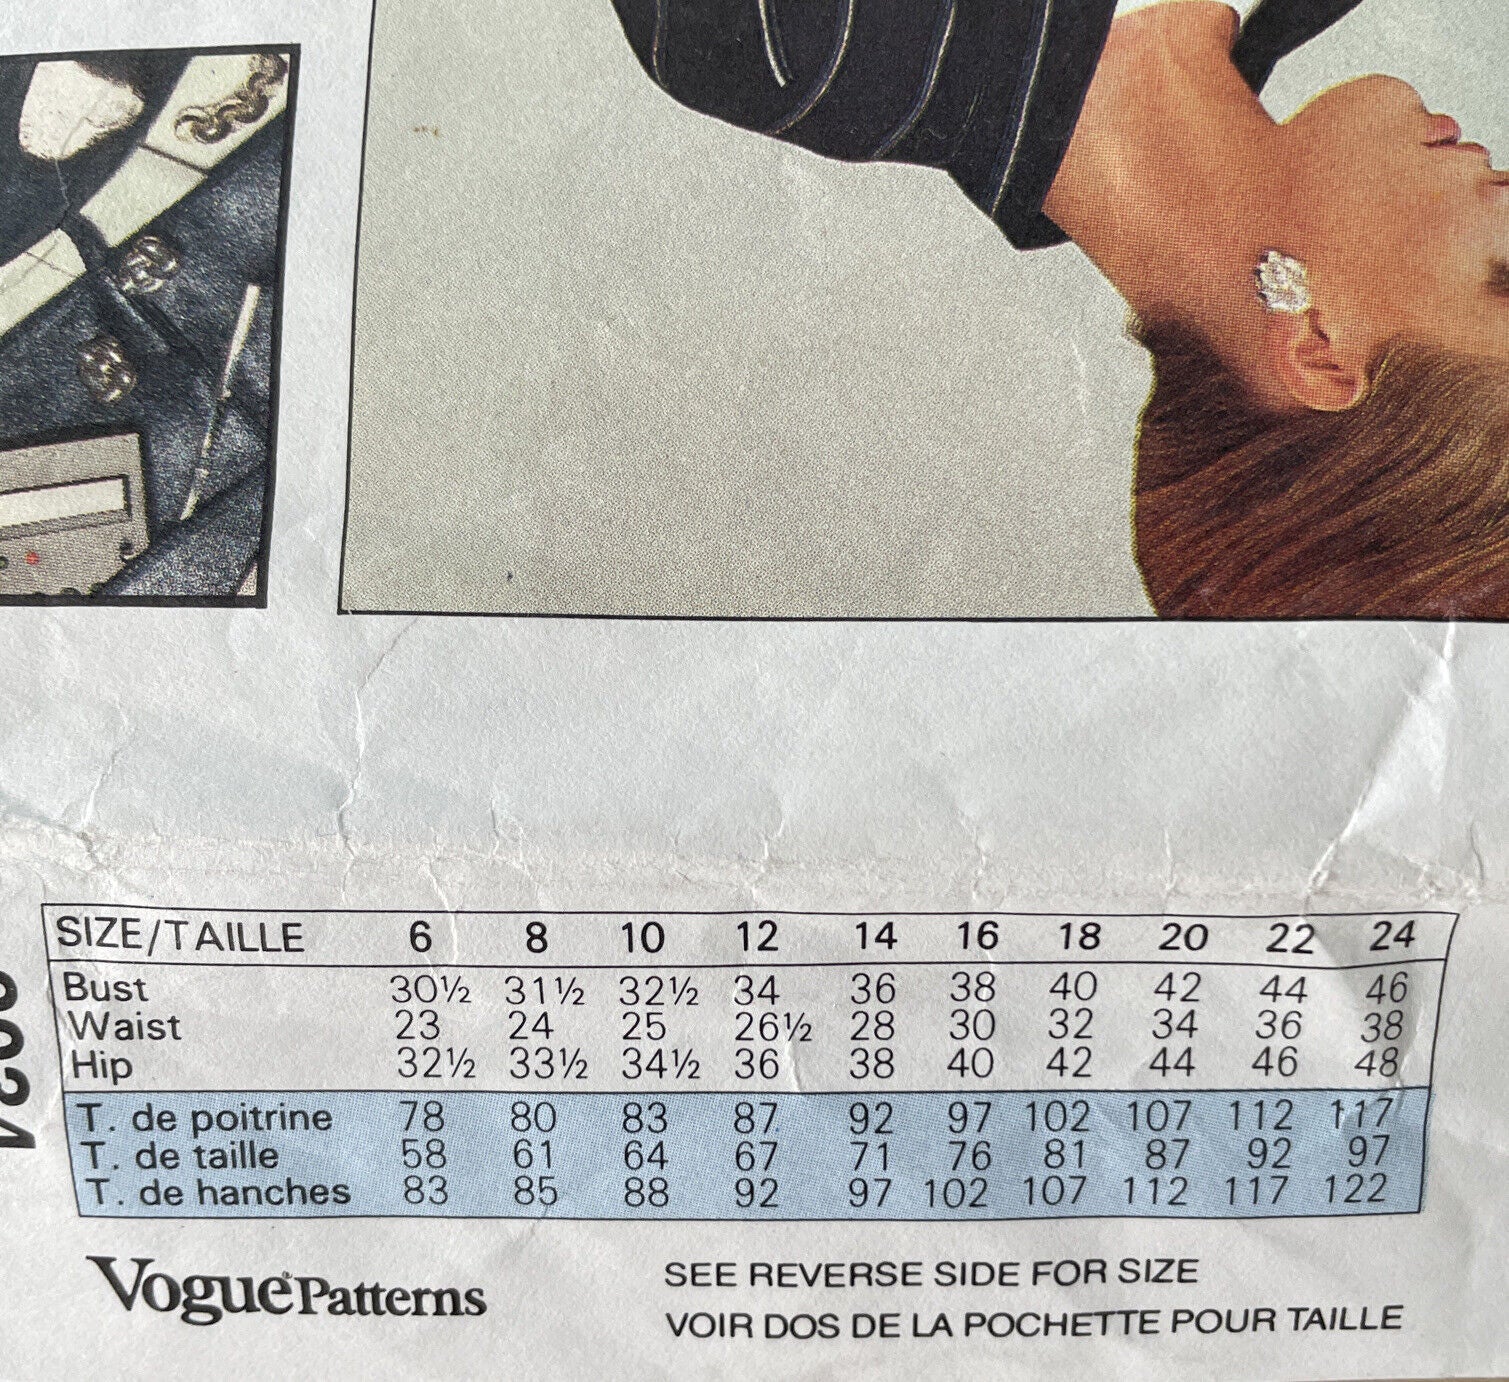 SIZE/TAILLE 6 8 10 12 14 16 18 20 22 24
Bust 30½ 31½ 32½ 34 36 38 40 42 44 46
Waist 23 24 25 26½ 28 30 32 34 36 38
Hip 32½ 33½ 34½ 36 38 40 42 44 46 48
T. de poitrine 78 80 83 87 92 97 102 107 112 117
T. de taille 58 61 64 67 71 76 81 87 92 97
T. de hanches 83 85 88 92 97 102 107 112 117 122
Vogue Patterns
SEE REVERSE SIDE FOR SIZE
VOIR DOS DE LA POCHETTE POUR TAILLE